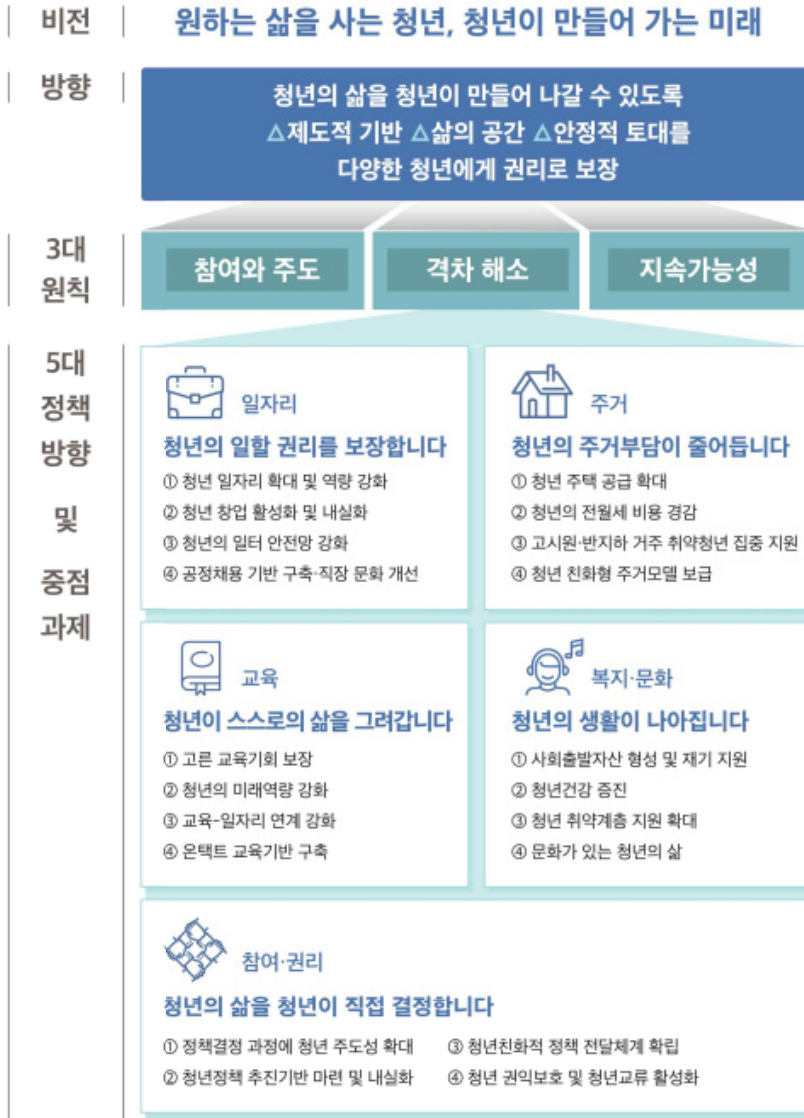 비전
원하는 삶을 사는 청년, 청년이 만들어 가는 미래
방향
청년의 삶을 청년이 만들어 나갈 수 있도록
△제도적 기반 △삶의 공간 △안정적 토대를
다양한 청년에게 권리로 보장
3대
원칙
참여와 주도
격차 해소
지속가능성
5대
정책
방향
및
중점
과제
일자리
청년의 일할 권리를 보장합니다
① 청년 일자리 확대 및 역량 강화
② 청년 창업 활성화 및 내실화
③ 청년의 일터 안전망 강화
④ 공정채용 기반 구축·직장 문화 개선
주거
청년의 주거부담이 줄어듭니다
① 청년 주택 공급 확대
② 청년의 전월세 비용 경감
③ 고시원·반지하 거주 취약청년 집중 지원
④ 청년 친화형 주거모델 보급
교육
청년이 스스로의 삶을 그려갑니다
① 고른 교육기회 보장
② 청년의 미래역량 강화
③ 교육-일자리 연계 강화
④ 온택트 교육기반 구축
복지·문화
청년의 생활이 나아집니다
① 사회출발자산 형성 및 재기 지원
② 청년건강 증진
③ 청년 취약계층 지원 확대
④ 문화가 있는 청년의 삶
참여·권리
청년의 삶을 청년이 직접 결정합니다
① 정책결정 과정에 청년 주도성 확대
② 청년정책 추진기반 마련 및 내실화
③ 청년친화적 정책 전달체계 확립
④ 청년 권익보호 및 청년교류 활성화